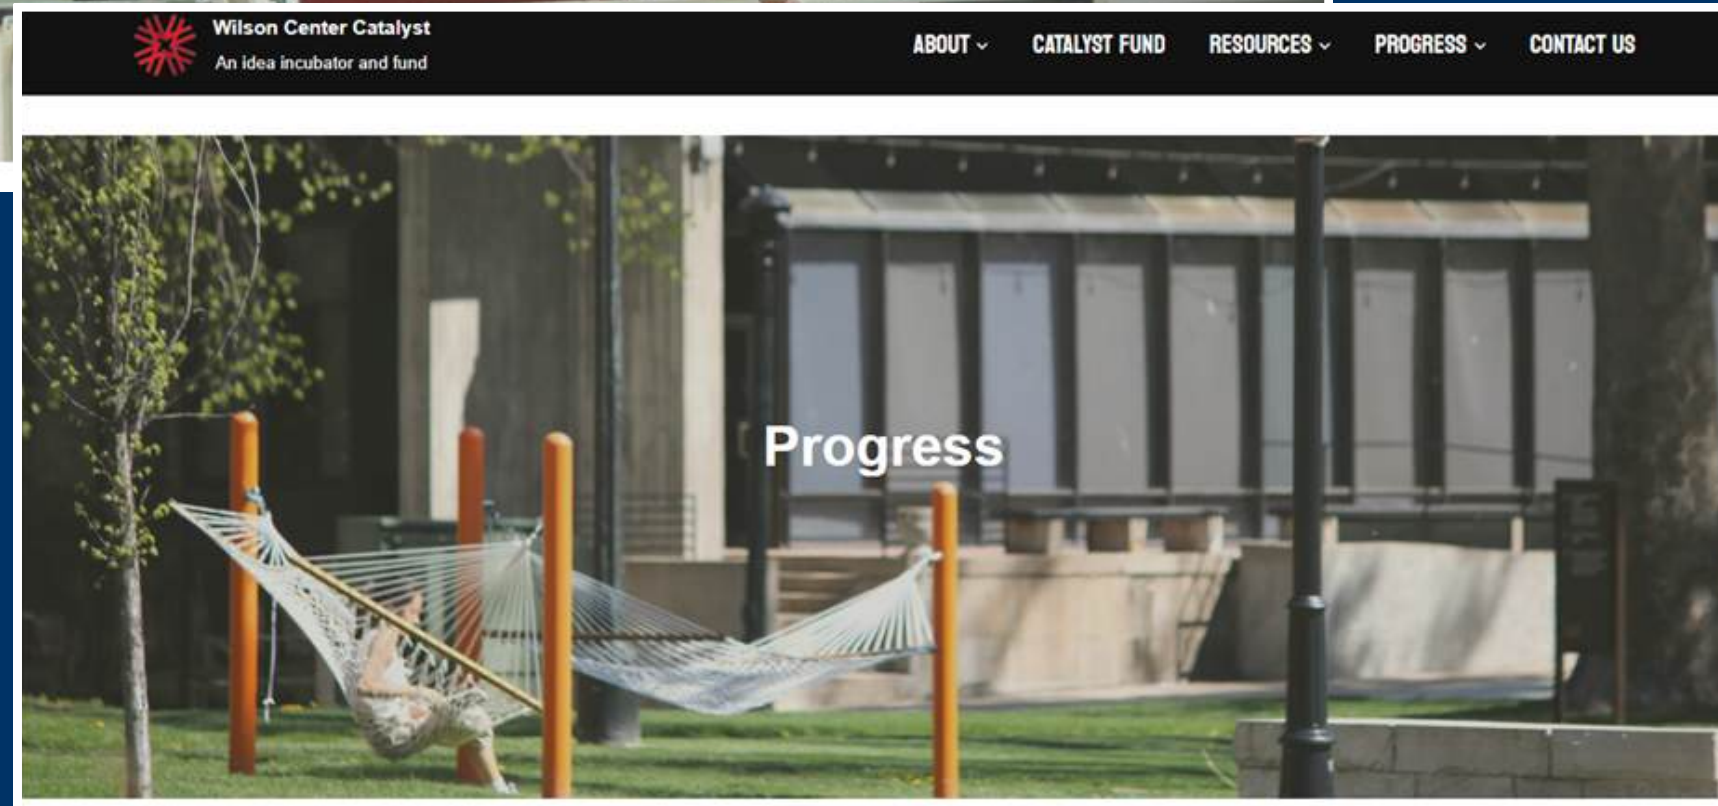 Wilson Center Catalyst
An idea incubator and fund
ABOUT CATALYST FUND RESOURCES PROGRESS CONTACT US
Progress